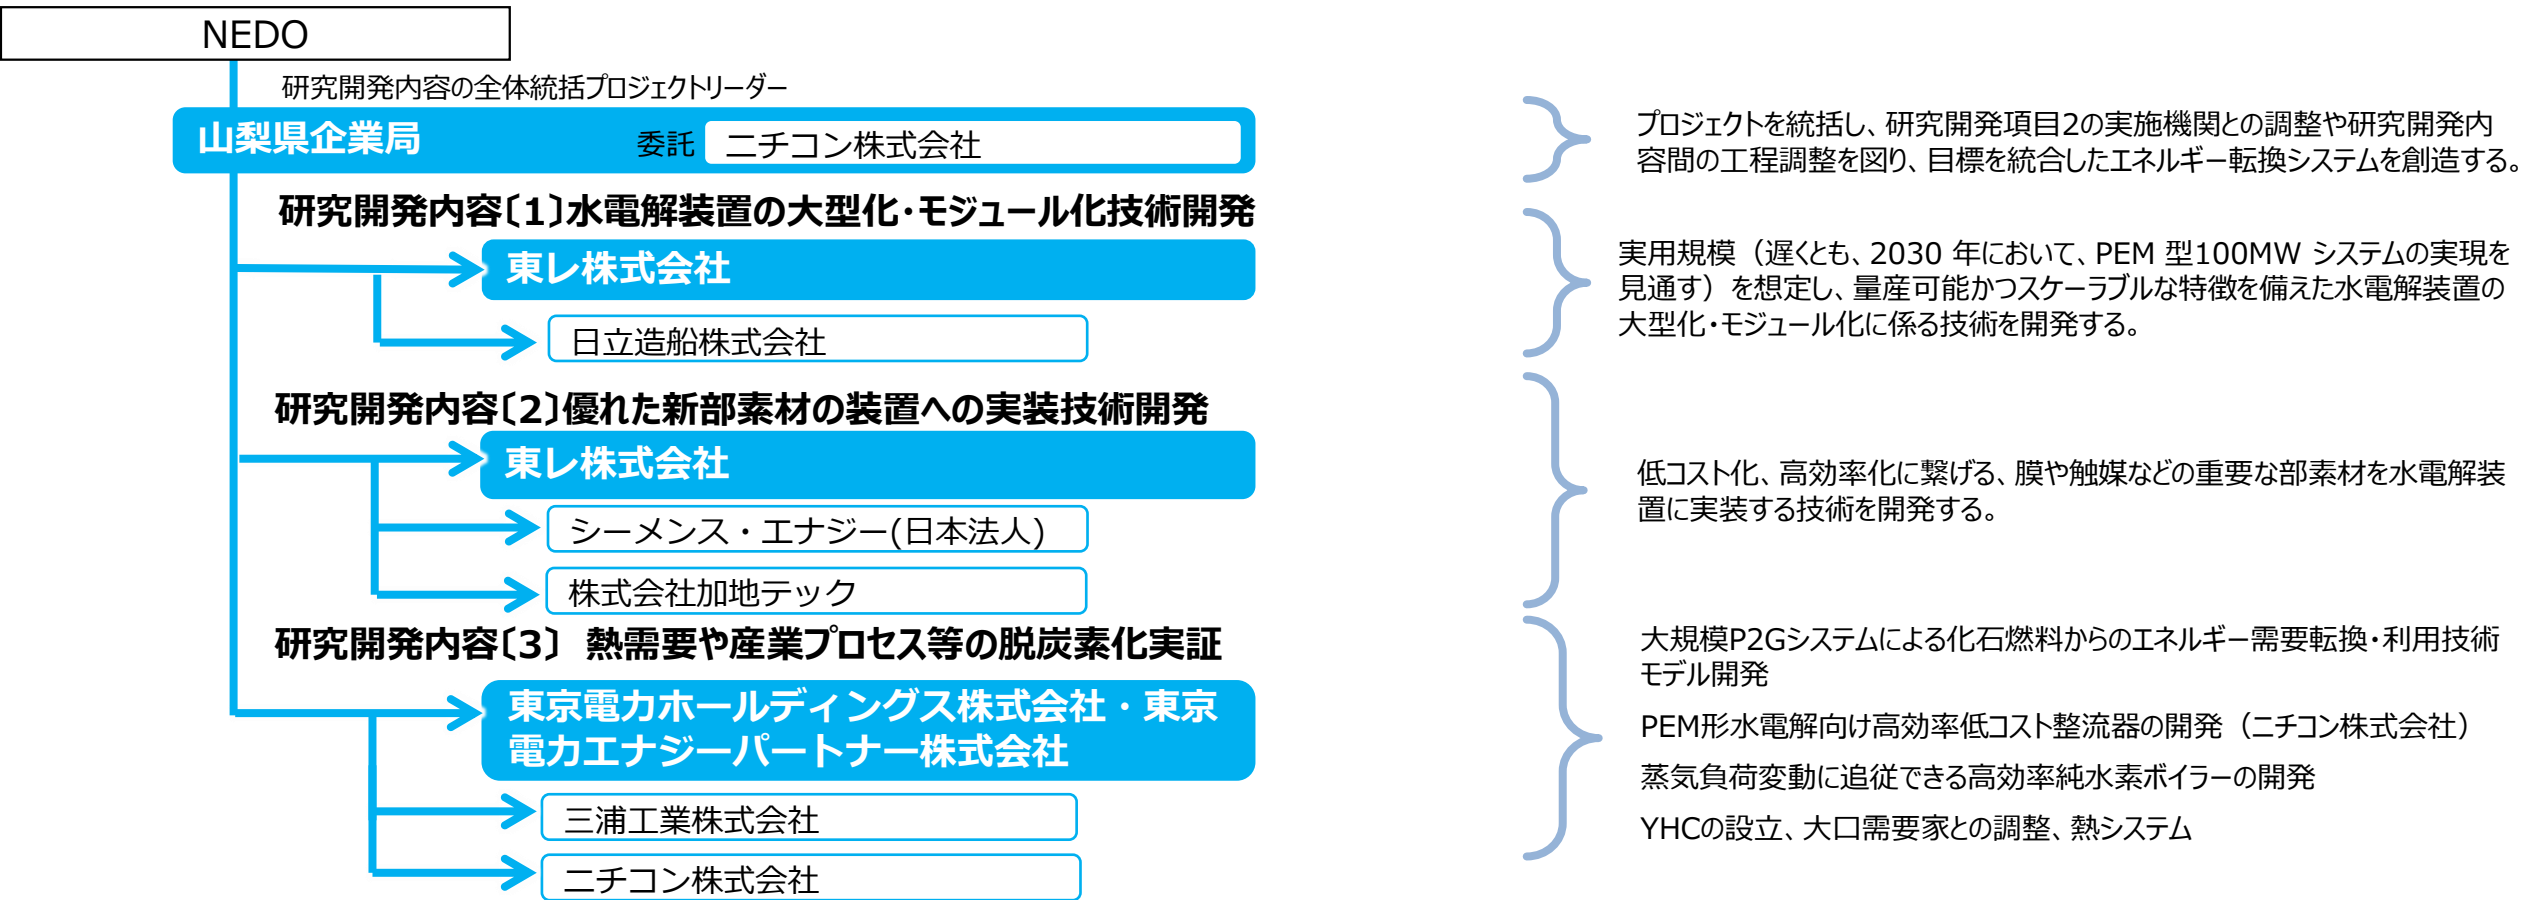 NEDO
研究開発内容の全体統括プロジェクトリーダー
山梨県企業局
委託 ニチコン株式会社
プロジェクトを統括し、研究開発項目2の実施機関との調整や研究開発内
容間の工程調整を図り、目標を統合したエネルギー転換システムを創造する。
研究開発内容〔1〕水電解装置の大型化・モジュール化技術開発
東レ株式会社
日立造船株式会社
実用規模（遅くとも、2030 年において、PEM 型100MW システムの実現を
見通す）を想定し、量産可能かつスケーラブルな特徴を備えた水電解装置の
大型化・モジュール化に係る技術を開発する。
研究開発内容〔2〕優れた新部素材の装置への実装技術開発
東レ株式会社
シーメンス・エナジー(日本法人)
株式会社加地テック
低コスト化、高効率化に繋げる、膜や触媒などの重要な部素材を水電解装
置に実装する技術を開発する。
研究開発内容〔3〕 熱需要や産業プロセス等の脱炭素化実証
東京電力ホールディングス株式会社・東京
電力エナジーパートナー株式会社
三浦工業株式会社
ニチコン株式会社
大規模P2Gシステムによる化石燃料からのエネルギー需要転換・利用技術
モデル開発
PEM形水電解向け高効率低コスト整流器の開発（ニチコン株式会社）
蒸気負荷変動に追従できる高効率純水素ボイラーの開発
YHCの設立、大口需要家との調整、熱システム